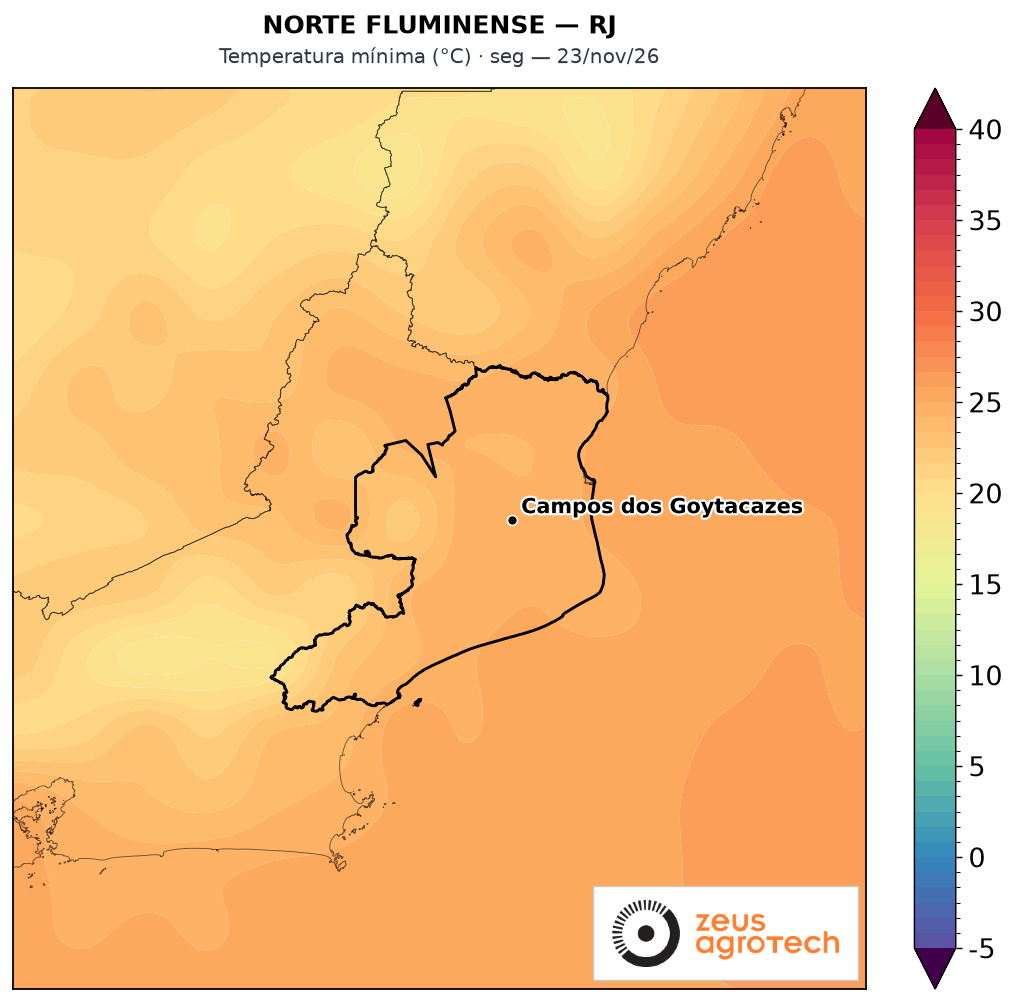 NORTE FLUMINENSE — RJ
Temperatura mínima (°C) · seg — 23/nov/26
40
35
30
25
20
15
10
5
0
-5
Campos dos Goytacazes
zeus
agrotech